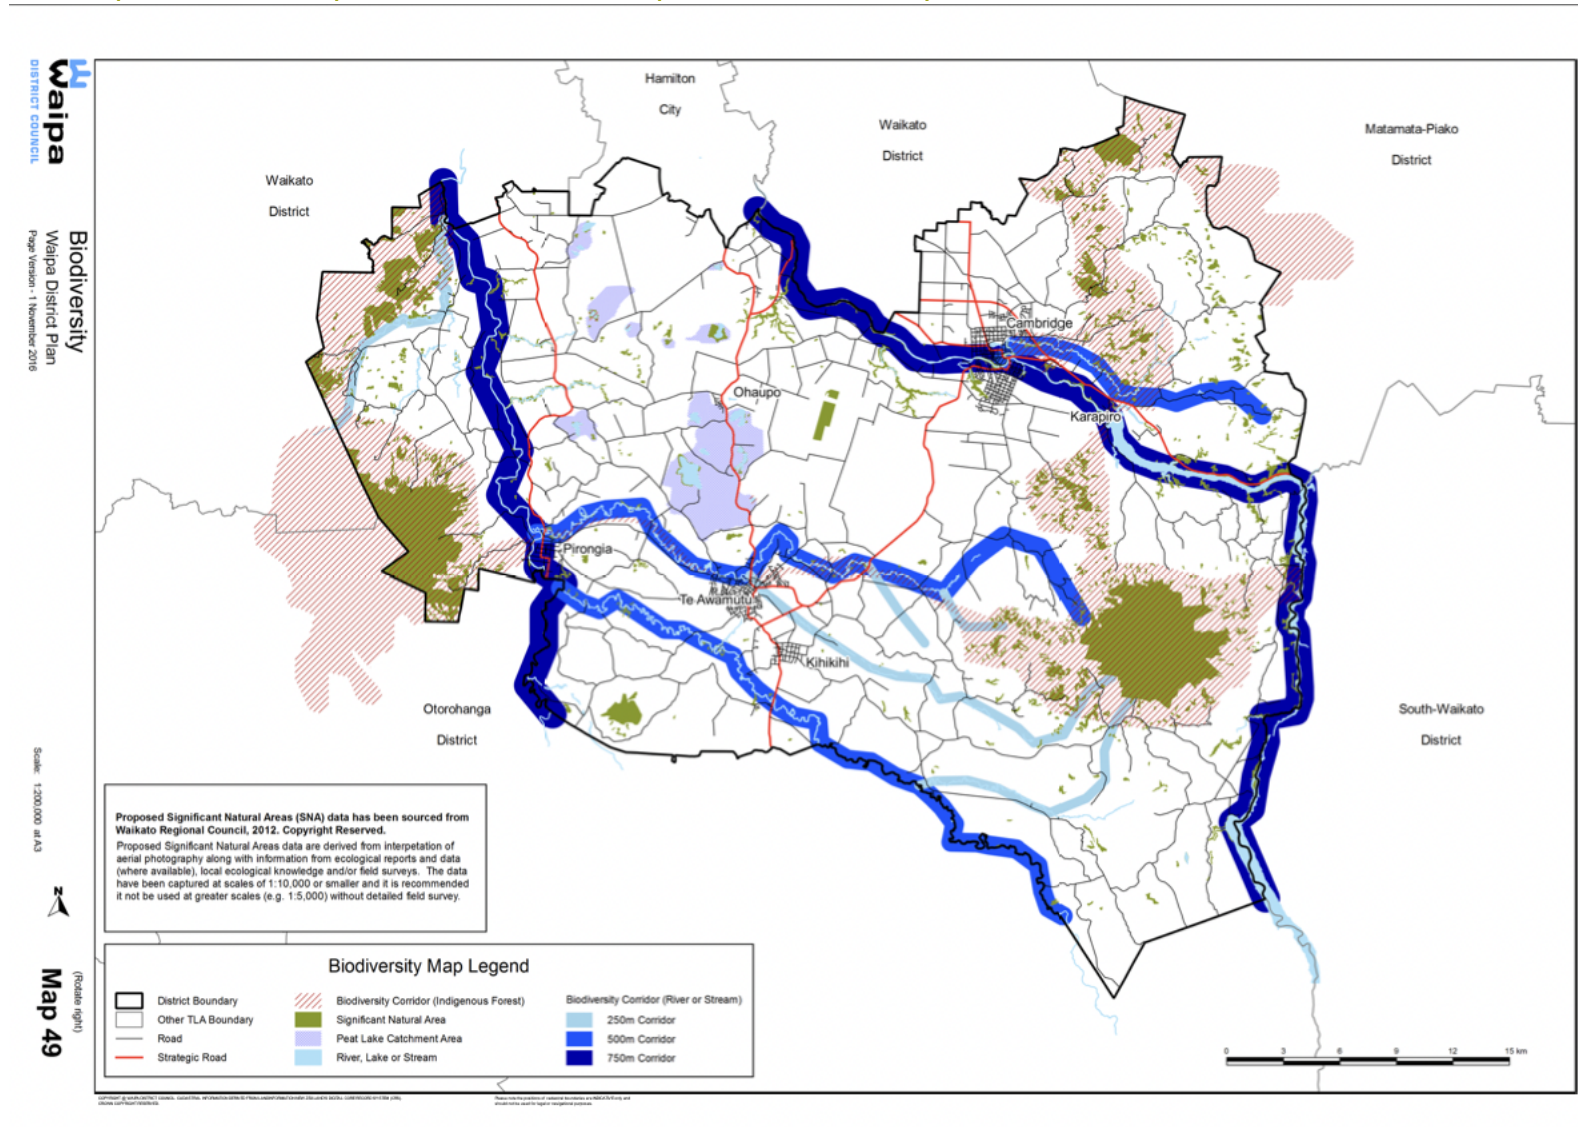 Waipa
DISTRICT COUNCIL
Biodiversity
Waipa District Plan
Page Version - 1 November 2016
Scale: 1:200,000 at A3
N
(Rotate right)
Map 49
Hamilton
City
Waikato
District
Matamata-Piako
District
Waikato
District
Cambridge
Ohaupo
Karapiro
Pirongia
Te Awamutu
Kihikihi
Otorohanga
District
South-Waikato
District
Proposed Significant Natural Areas (SNA) data has been sourced from
Waikato Regional Council, 2012. Copyright Reserved.
Proposed Significant Natural Areas data are derived from interpetation of
aerial photography along with information from ecological reports and data
(where available), local ecological knowledge and/or field surveys. The data
have been captured at scales of 1:10,000 or smaller and it is recommended
it not be used at greater scales (e.g. 1:5,000) without detailed field survey.
Biodiversity Map Legend
District Boundary
Other TLA Boundary
Road
Strategic Road
Biodiversity Corridor (Indigenous Forest)
Significant Natural Area
Peat Lake Catchment Area
River, Lake or Stream
Biodiversity Corridor (River or Stream)
250m Corridor
500m Corridor
750m Corridor
0 3 6 9 12 15 km